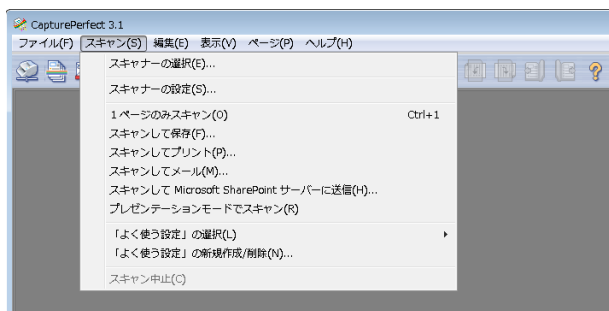 CapturePerfect 3.1
ファイル(F) スキャン(S) 編集(E) 表示(V) ページ(P) ヘルプ(H)
スキャナーの選択(E)...
スキャナーの設定(S)...
1ページのみスキャン(O) Ctrl+1
スキャンして保存(F)...
スキャンしてプリント(P)...
スキャンしてメール(M)...
スキャンして Microsoft SharePoint サーバーに送信(H)...
プレゼンテーションモードでスキャン(R)
「よく使う設定」の選択(L)
「よく使う設定」の新規作成/削除(N)...
スキャン中止(C)